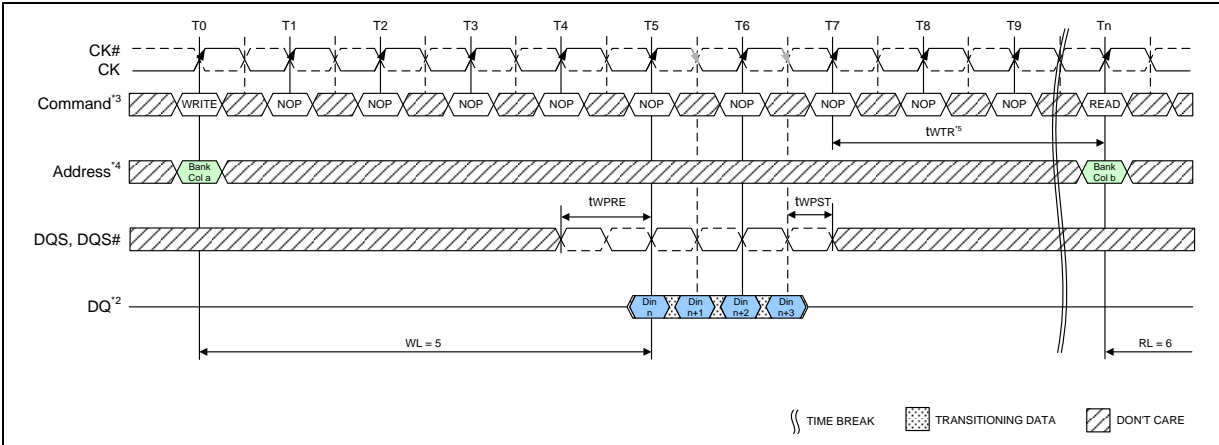 T0 T1 T2 T3 T4 T5 T6 T7 T8 T9 Tn
CK#
CK
Command*3 WRITE NOP NOP NOP NOP NOP NOP NOP NOP NOP READ
tWTR*5
Address*4 Bank Col a Bank Col b
tWPRE tWPST
DQS, DQS#
DQ*2 Din n Din n+1 Din n+2 Din n+3
WL = 5 RL = 6
TIME BREAK TRANSITIONING DATA DON'T CARE